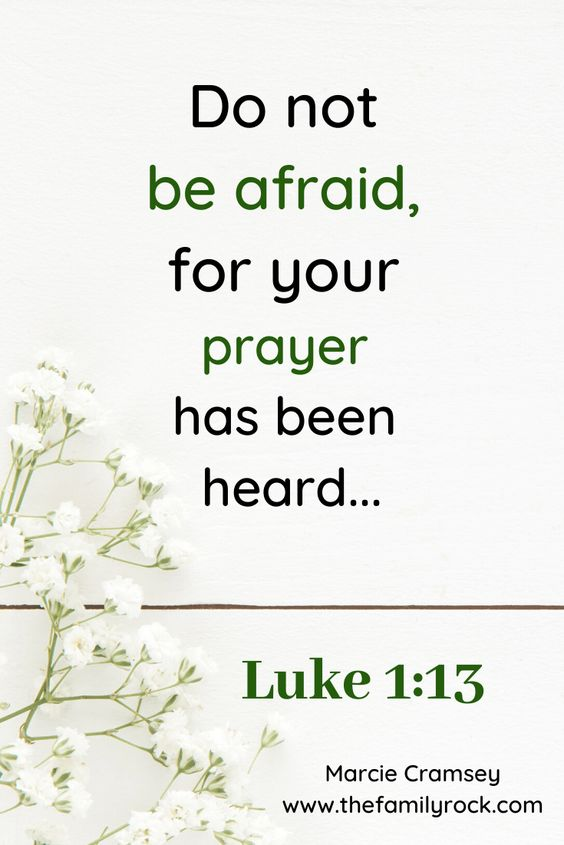 Do not
be afraid,
for your
prayer
has been
heard...
Luke 1:13
Marcie Cramsey
www.thefamilyrock.com